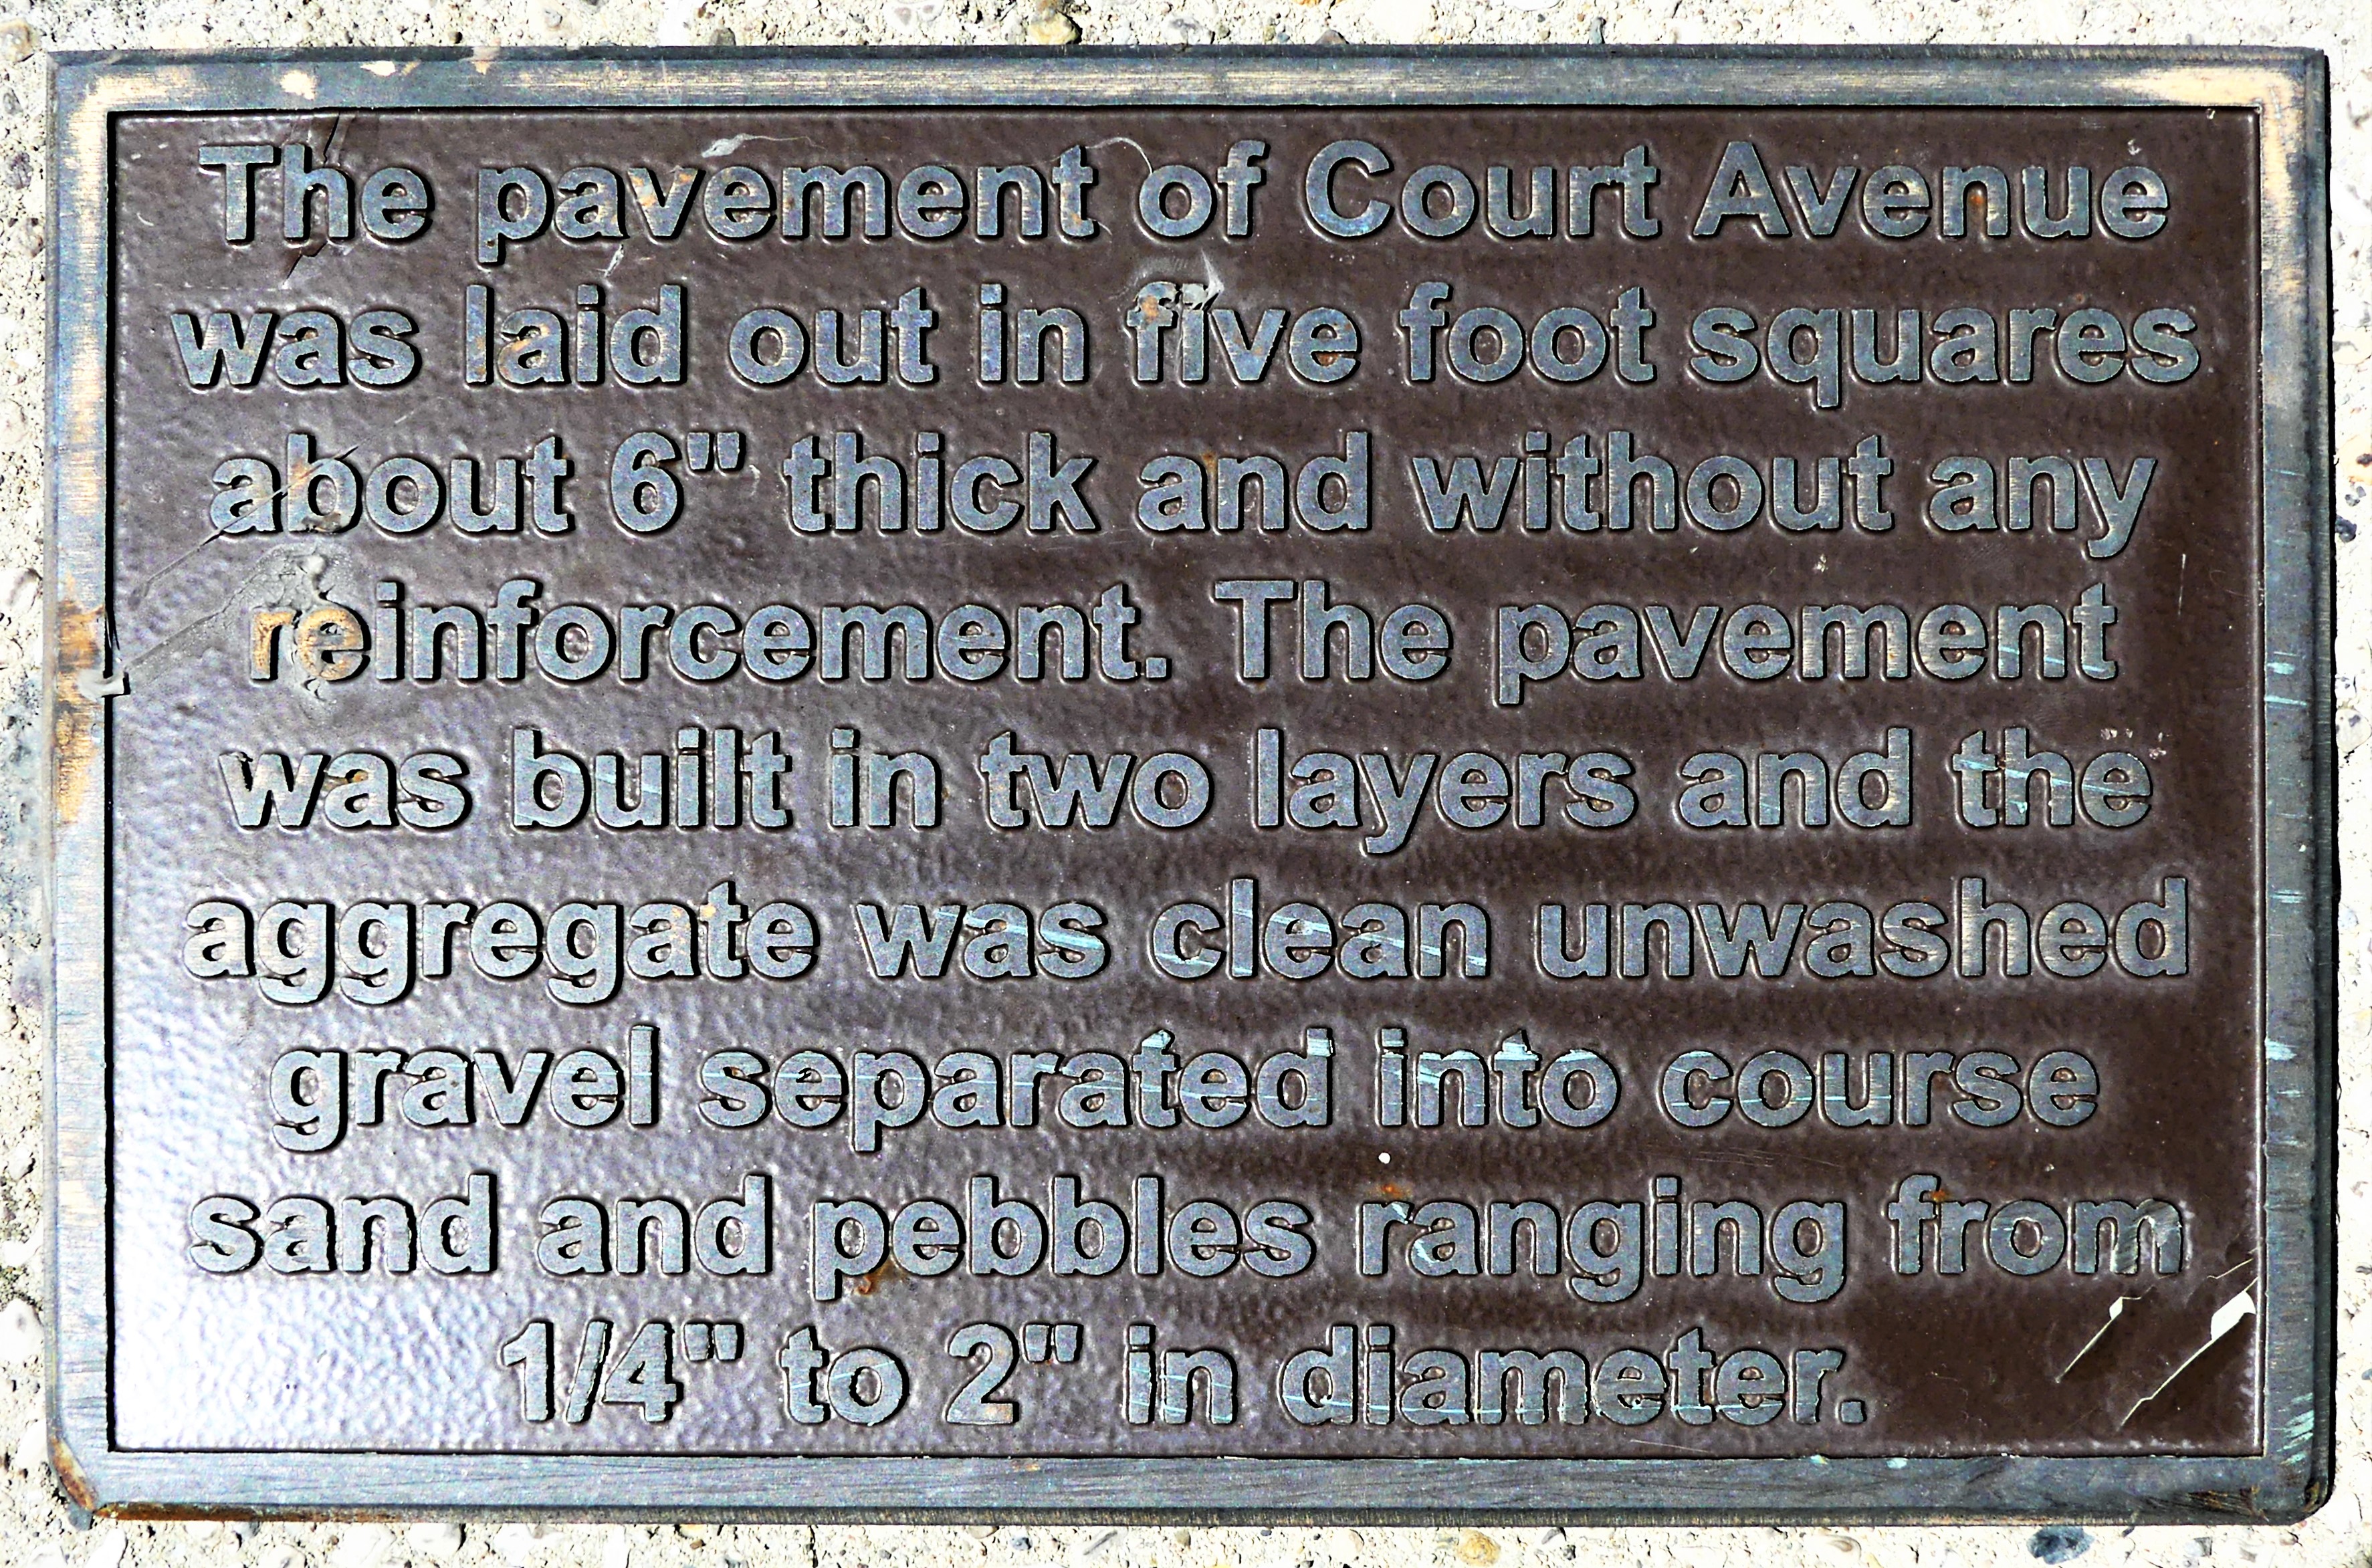 The pavement of Court Avenue
was laid out in five foot squares
about 6" thick and without any
reinforcement. The pavement
was built in two layers and the
aggregate was clean unwashed
gravel separated into course
sand and pebbles ranging from
1/4" to 2" in diameter.